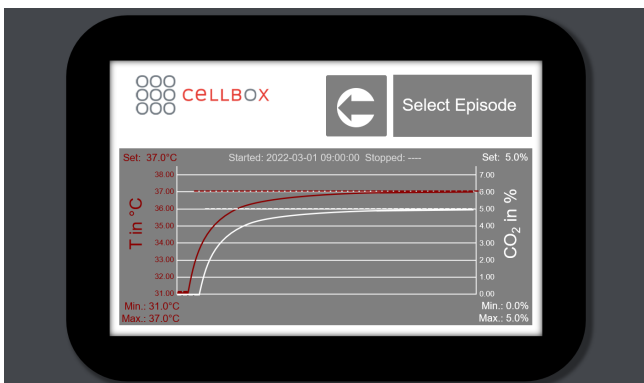 CELLBOX
Select Episode
Set: 37.0°C Started: 2022-03-01 09:00:00 Stopped: ---- Set: 5.0%
38.00 7.00
37.00 6.00
36.00 5.00
35.00 4.00
34.00 3.00
33.00 2.00
32.00 1.00
31.00 0.00
T in °C
CO₂ in %
Min.: 31.0°C Min.: 0.0%
Max.: 37.0°C Max.: 5.0%